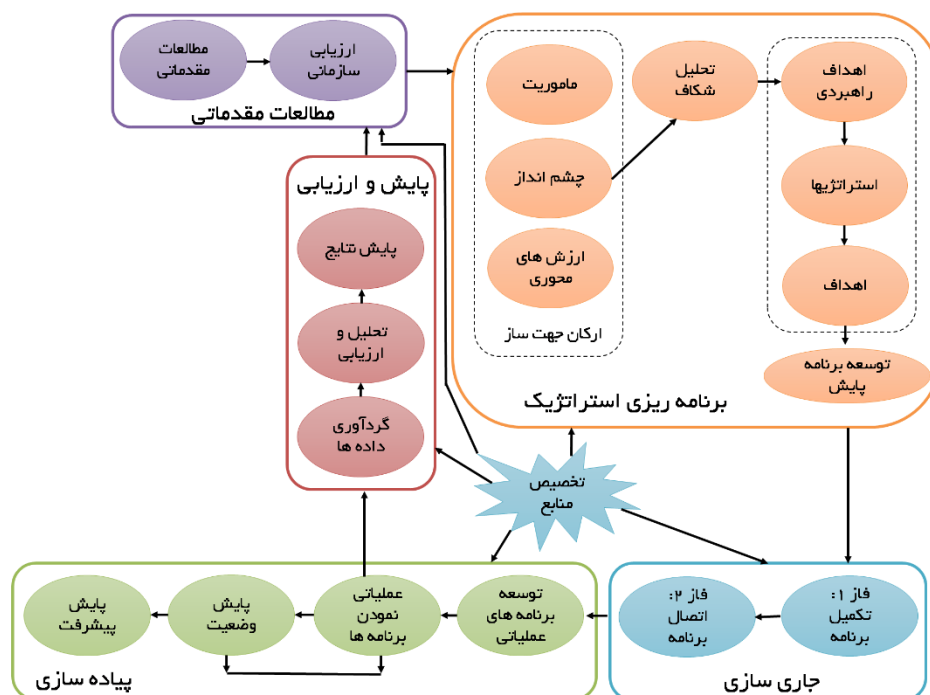 مطالعات
مقدماتی
ارزیابی
سازمانی
مطالعات مقدماتی
ماموریت
چشم انداز
ارزش های
محوری
ارکان جهت ساز
تحلیل
شکاف
اهداف
راهبردی
استراتژیها
اهداف
توسعه برنامه
پایش
برنامه ریزی استراتژیک
پایش و ارزیابی
پایش نتایج
تحلیل و
ارزیابی
گردآوری
داده ها
تخصیص
منابع
فاز ۱:
تکمیل
برنامه
فاز ۲:
اتصال
برنامه
جاری سازی
توسعه
برنامه های
عملیاتی
عملیاتی
نمودن
برنامه ها
پایش
وضعیت
پایش
پیشرفت
پیاده سازی